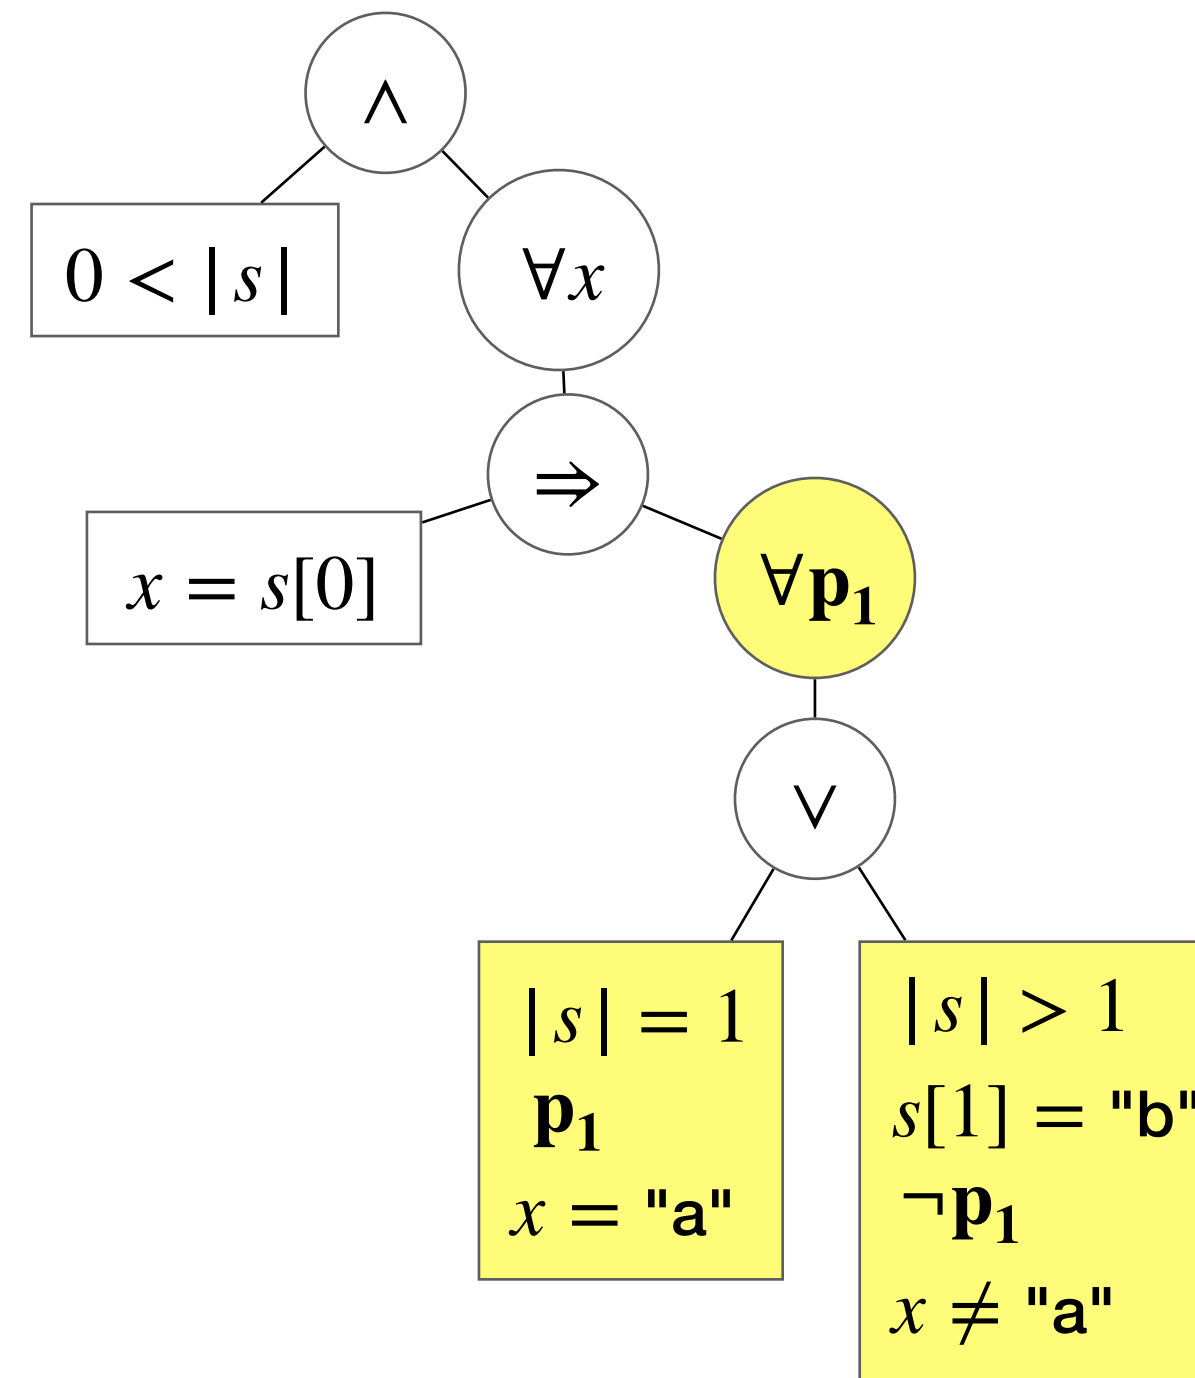 ∧
0 < |s|
∀x
⇒
x = s[0]
∀p₁
∨
|s| = 1
p₁
x = "a"
|s| > 1
s[1] = "b"
¬p₁
x ≠ "a"